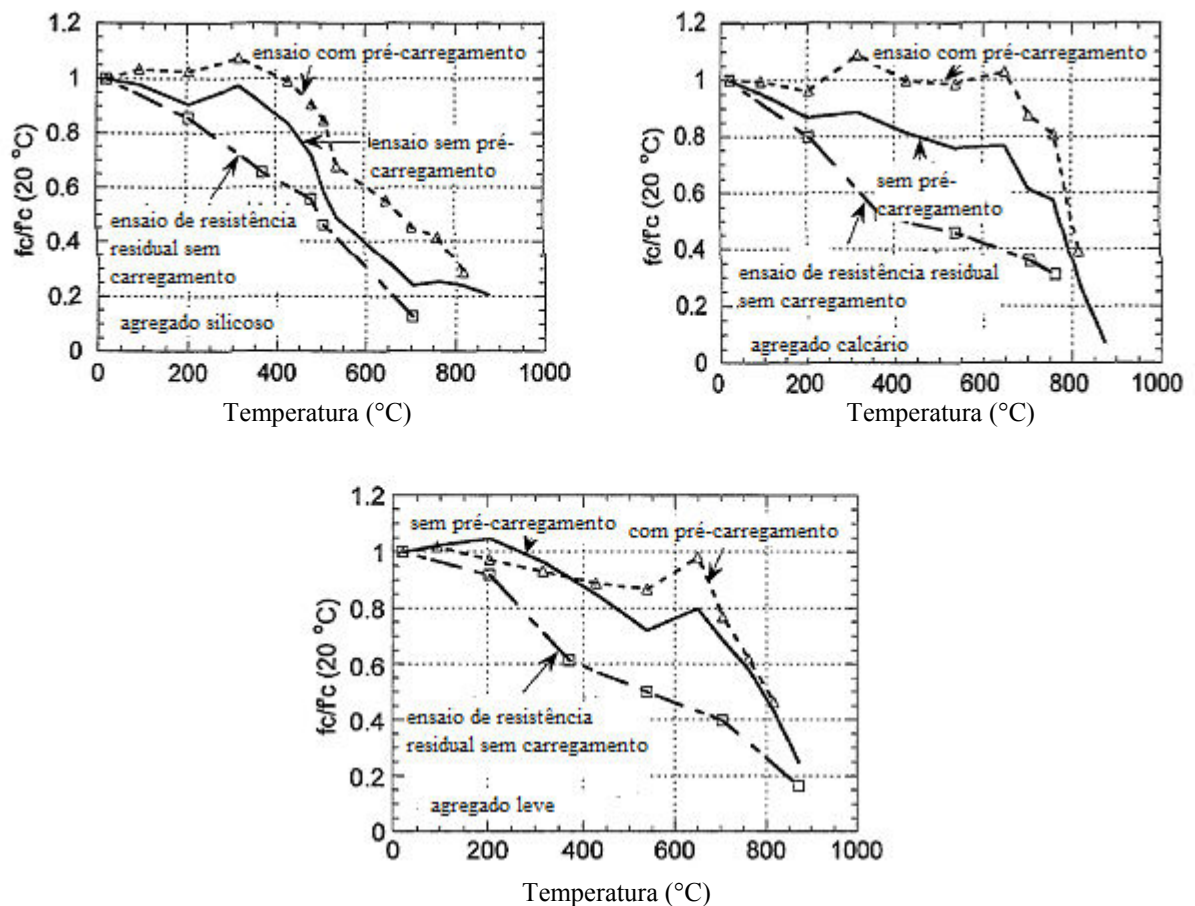 1.2
1
0.8
0.6
0.4
0.2
0
fc/f'c (20 °C)
ensaio com pré-carregamento
ensaio sem pré-
carregamento
ensaio de resistência
residual sem
carregamento
agregado silicoso
0 200 400 600 800 1000
Temperatura (°C)
1.2
1
0.8
0.6
0.4
0.2
0
fc/f'c (20 °C)
ensaio com pré-carregamento
sem pré-
carregamento
ensaio de resistência residual
sem carregamento
agregado calcário
0 200 400 600 800 1000
Temperatura (°C)
1.2
1
0.8
0.6
0.4
0.2
0
fc/f'c (20 °C)
sem pré-carregamento
com pré-carregamento
ensaio de resistência
residual sem carregamento
agregado leve
0 200 400 600 800 1000
Temperatura (°C)